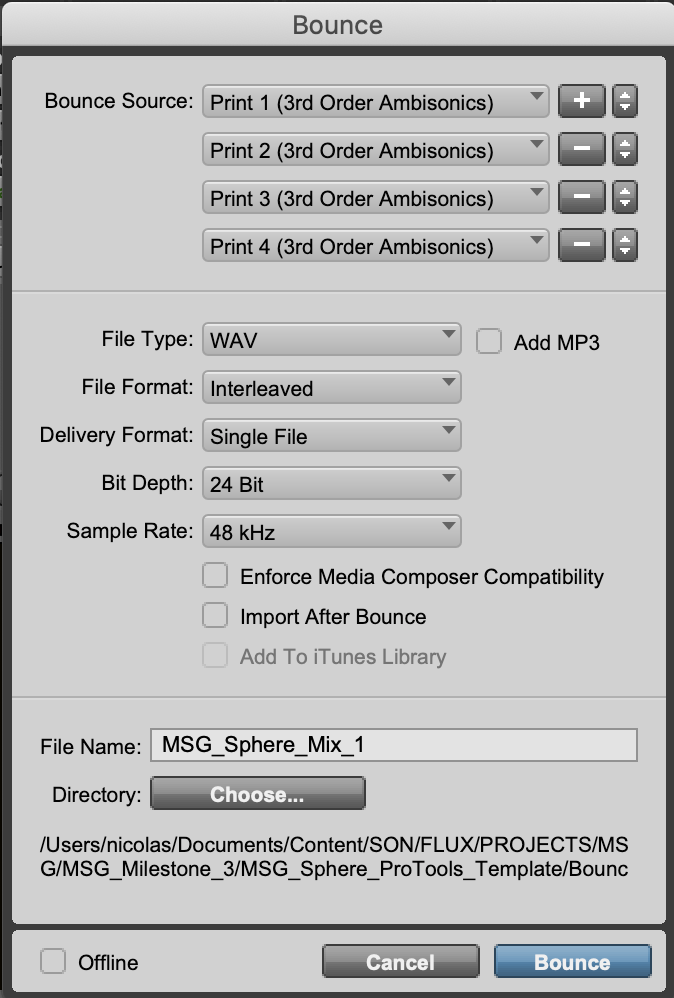 Bounce
Bounce Source: Print 1 (3rd Order Ambisonics)
Print 2 (3rd Order Ambisonics)
Print 3 (3rd Order Ambisonics)
Print 4 (3rd Order Ambisonics)
File Type: WAV Add MP3
File Format: Interleaved
Delivery Format: Single File
Bit Depth: 24 Bit
Sample Rate: 48 kHz
Enforce Media Composer Compatibility
Import After Bounce
Add To iTunes Library
File Name: MSG_Sphere_Mix_1
Directory: Choose...
/Users/nicolas/Documents/Content/SON/FLUX/PROJECTS/MS
G/MSG_Milestone_3/MSG_Sphere_ProTools_Template/Bounc
Offline Cancel Bounce